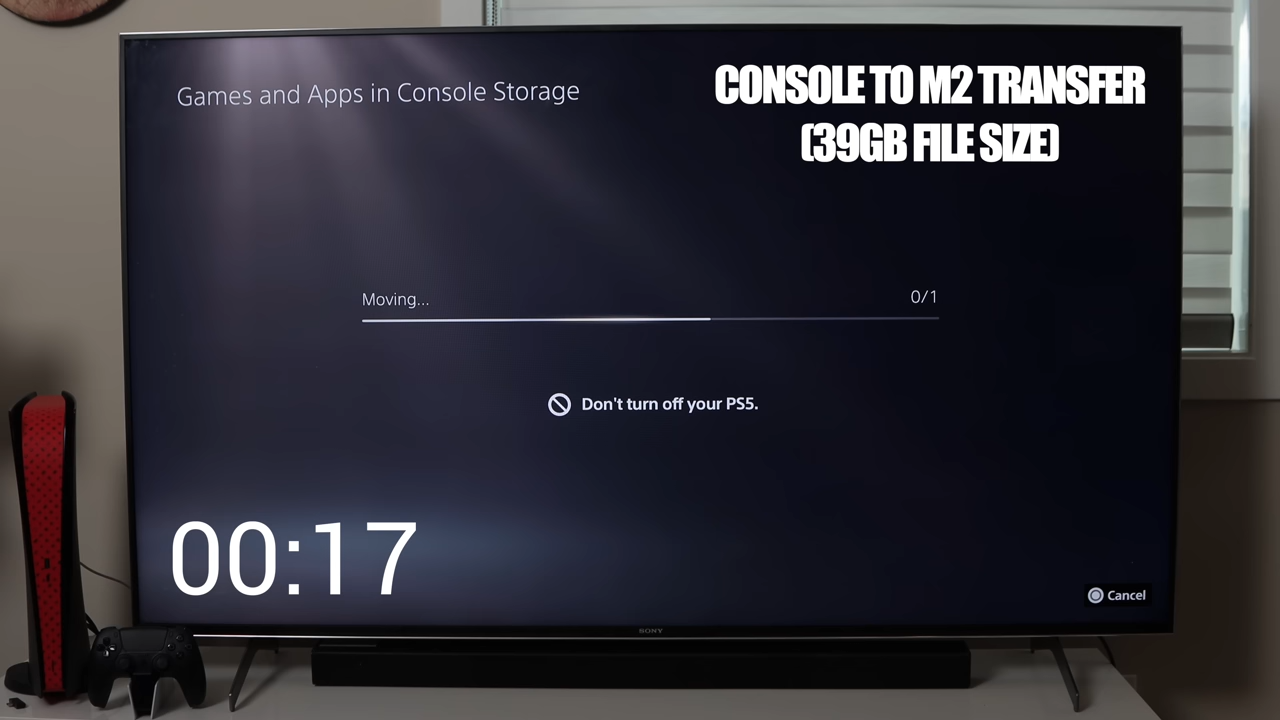 Games and Apps in Console Storage
CONSOLE TO M2 TRANSFER
(39GB FILE SIZE)
Moving...
0/1
Don't turn off your PS5.
00:17
Cancel
SONY